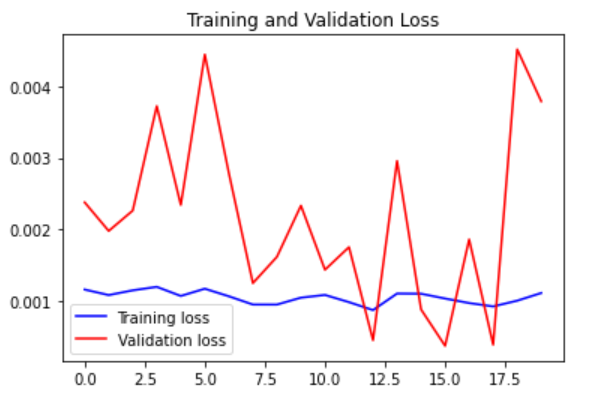 Training and Validation Loss
0.004
0.003
0.002
0.001
Training loss
Validation loss
0.0 2.5 5.0 7.5 10.0 12.5 15.0 17.5